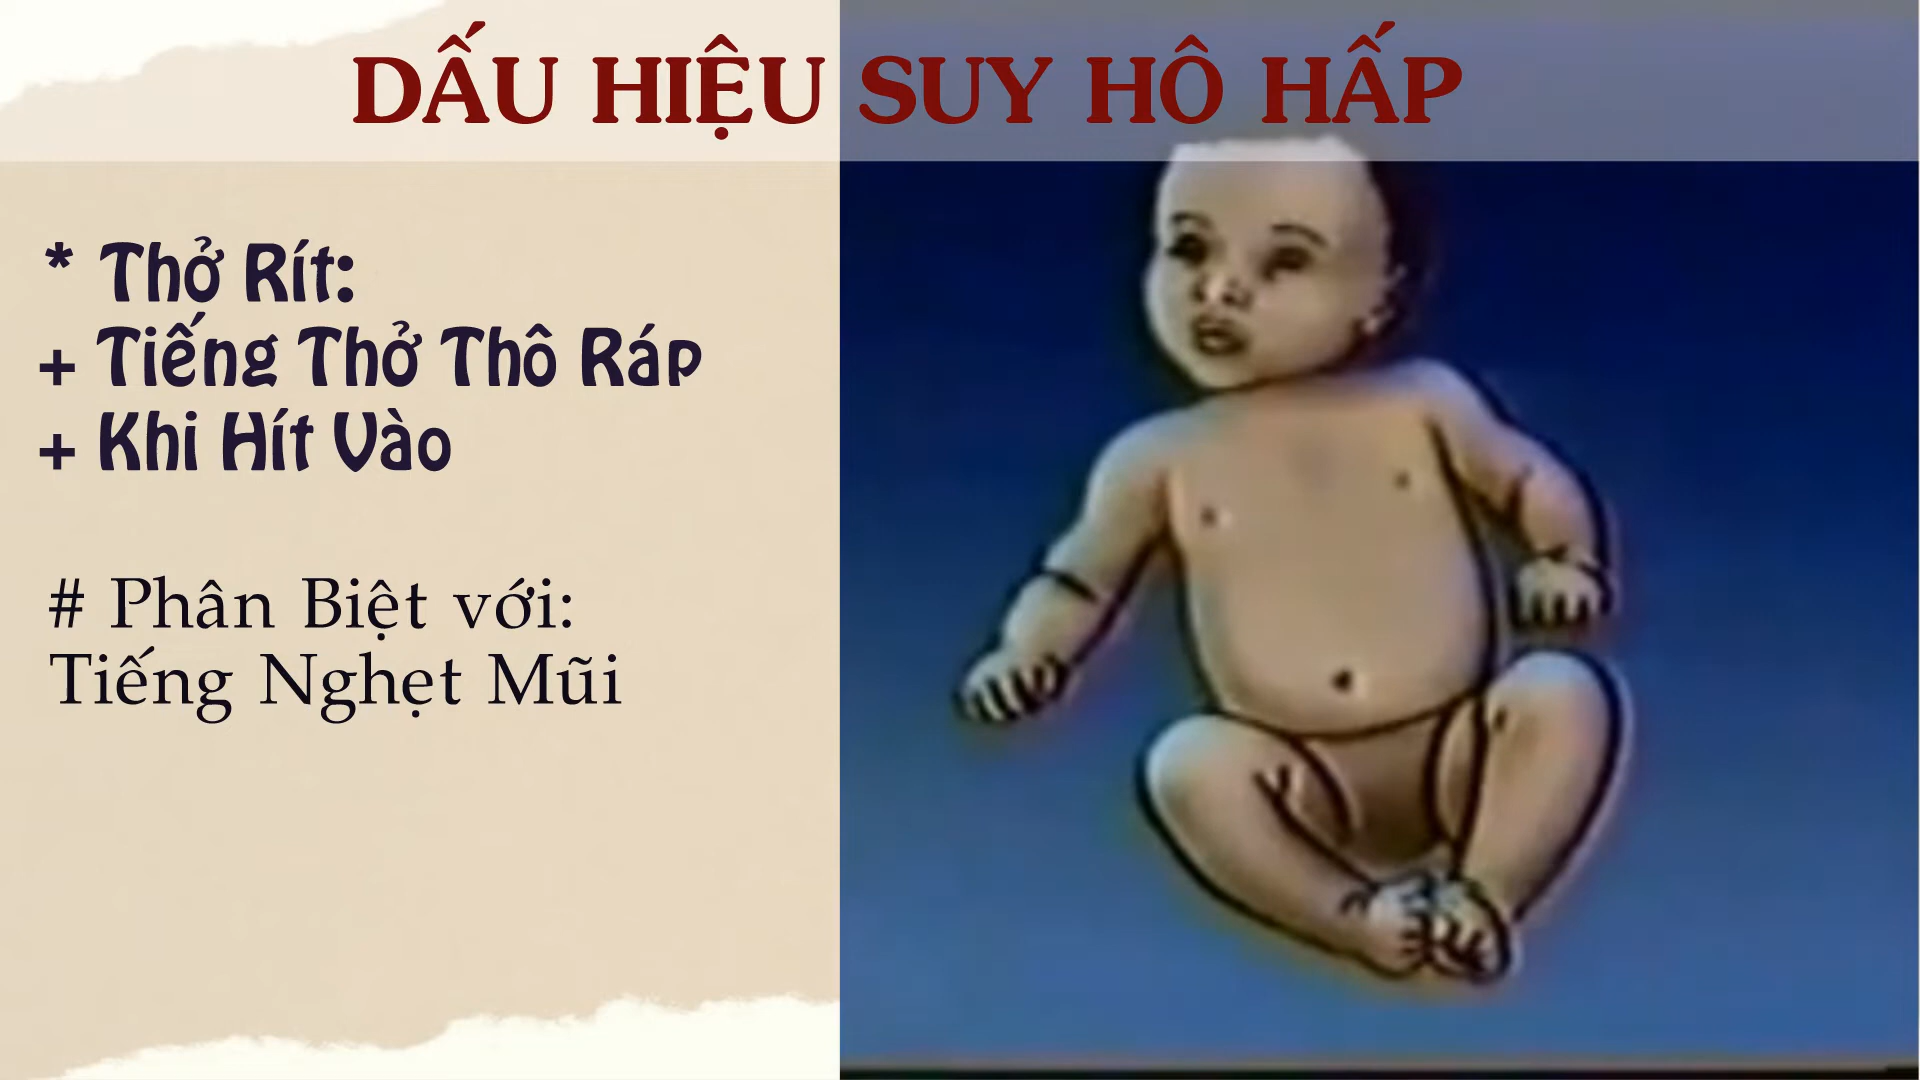 DẤU HIỆU SUY HÔ HẤP
* Thở Rít:
+ Tiếng Thở Thô Ráp
+ Khi Hít Vào
# Phân Biệt với:
Tiếng Nghẹt Mũi